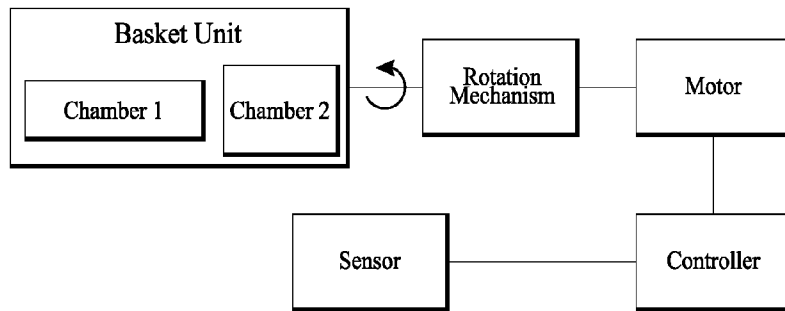 Basket Unit
Chamber 1
Chamber 2
Rotation
Mechanism
Motor
Sensor
Controller